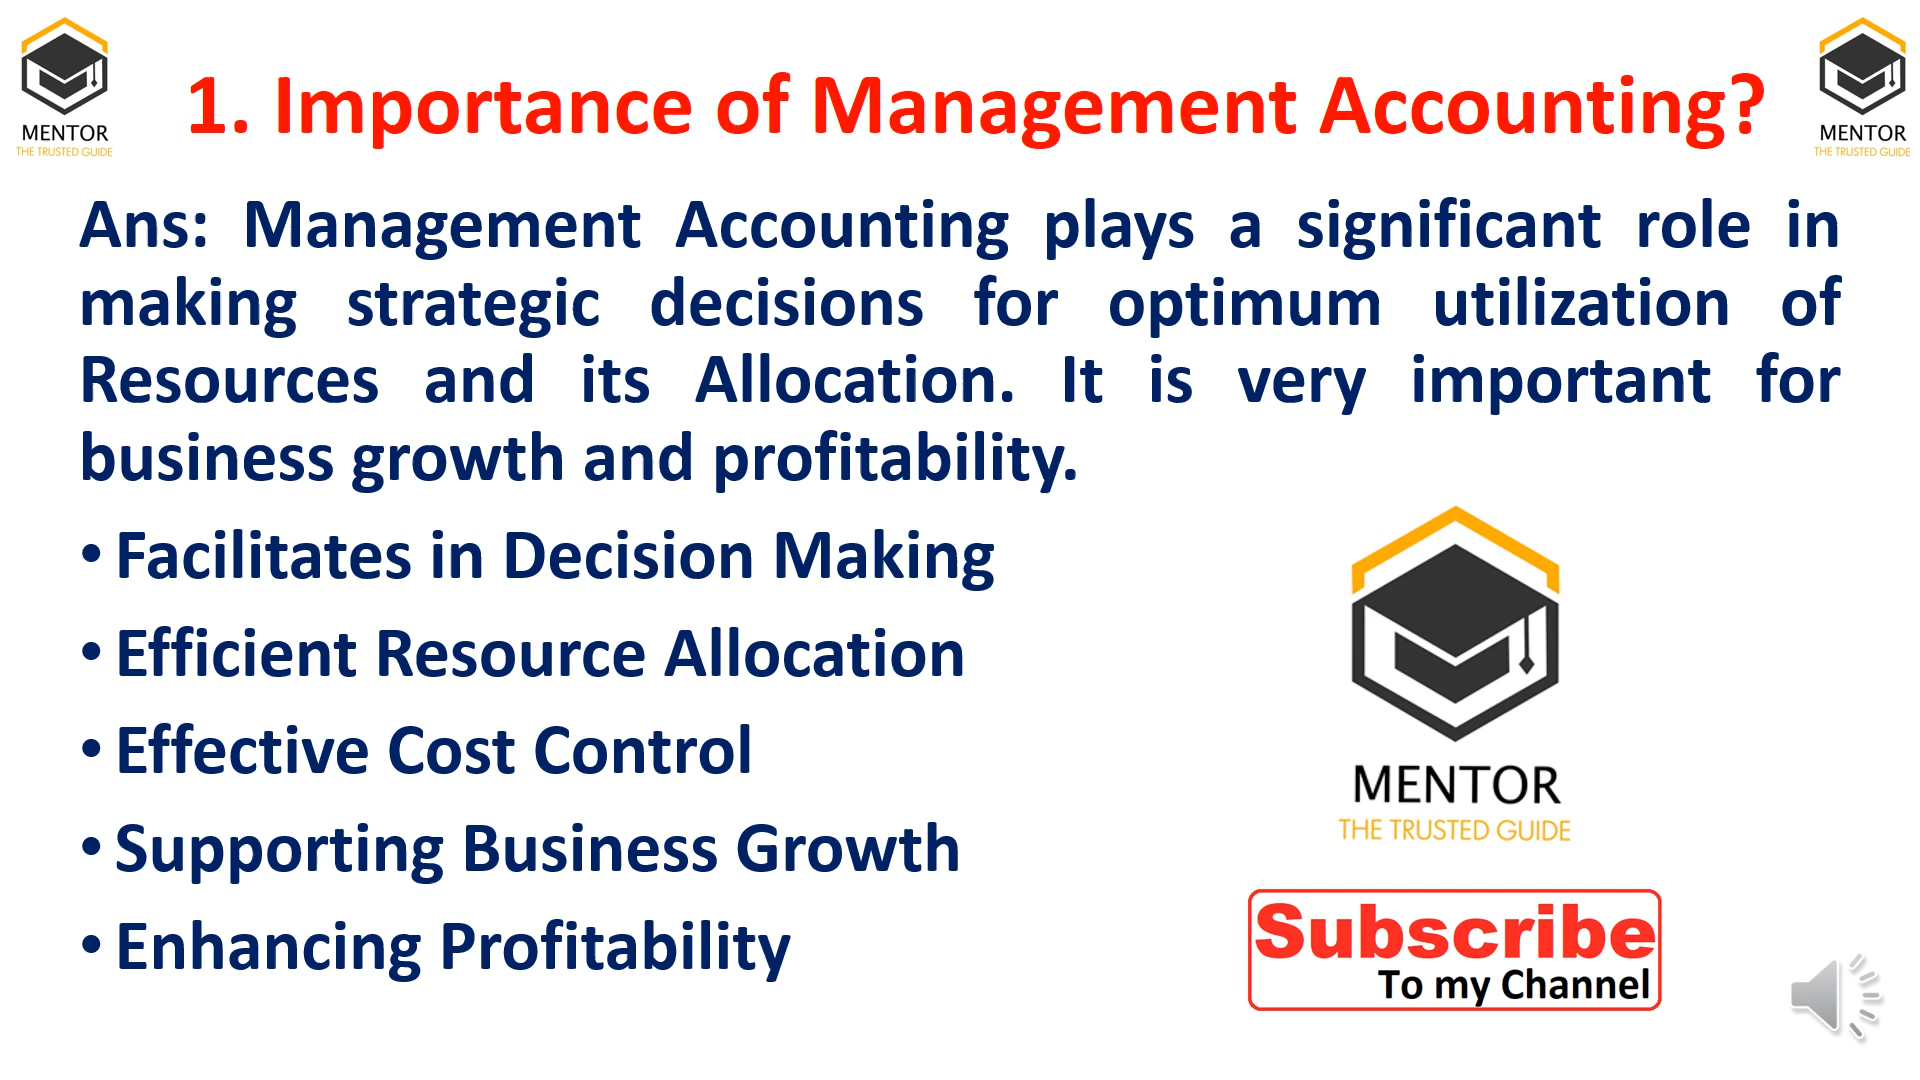 MENTOR
THE TRUSTED GUIDE
1. Importance of Management Accounting?
MENTOR
THE TRUSTED GUIDE
Ans: Management Accounting plays a significant role in
making strategic decisions for optimum utilization of
Resources and its Allocation. It is very important for
business growth and profitability.
• Facilitates in Decision Making
• Efficient Resource Allocation
• Effective Cost Control
• Supporting Business Growth
• Enhancing Profitability
MENTOR
THE TRUSTED GUIDE
Subscribe
To my Channel